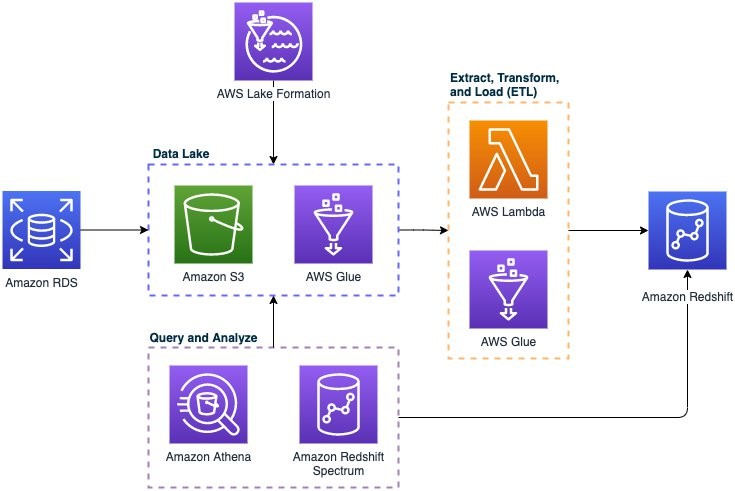 AWS Lake Formation
Extract, Transform,
and Load (ETL)
Data Lake
AWS Lambda
Amazon S3
AWS Glue
Amazon RDS
Amazon Redshift
AWS Glue
Query and Analyze
Amazon Athena
Amazon Redshift
Spectrum